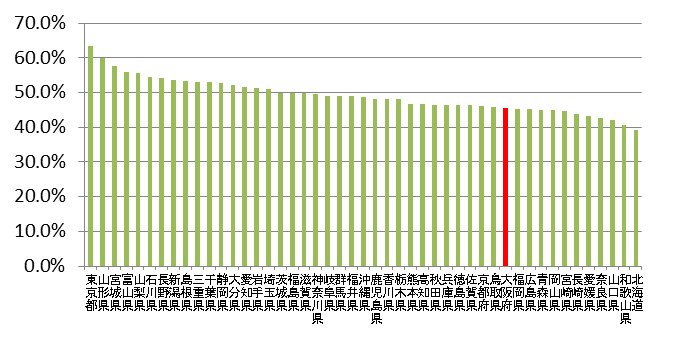 70.0%
60.0%
50.0%
40.0%
30.0%
20.0%
10.0%
0.0%
東京都
山形県
宮城県
富山県
山梨県
石川県
長野県
新潟県
島根県
三重県
千葉県
静岡県
大分県
愛知県
岩手県
埼玉県
茨城県
福島県
滋賀県
神奈川県
岐阜県
群馬県
福井県
沖縄県
鹿児島県
香川県
栃木県
熊本県
高知県
秋田県
兵庫県
徳島県
佐賀県
京都府
鳥取県
大阪府
福岡県
広島県
青森県
岡山県
宮崎県
長崎県
愛媛県
奈良県
山口県
和歌山県
北海道